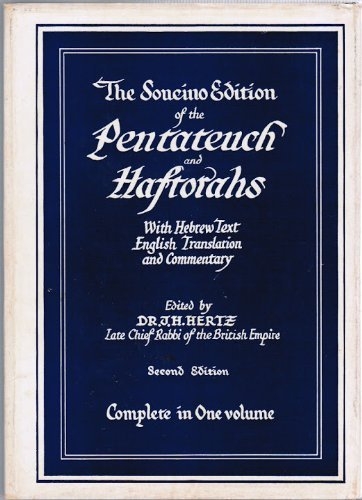 The Soncino Edition
of the
Pentateuch
and
Haftorahs
With Hebrew Text
English Translation
and Commentary
Edited by
DR.J.H.HERTZ
Late Chief Rabbi of the British Empire
Second Edition
Complete in One volume